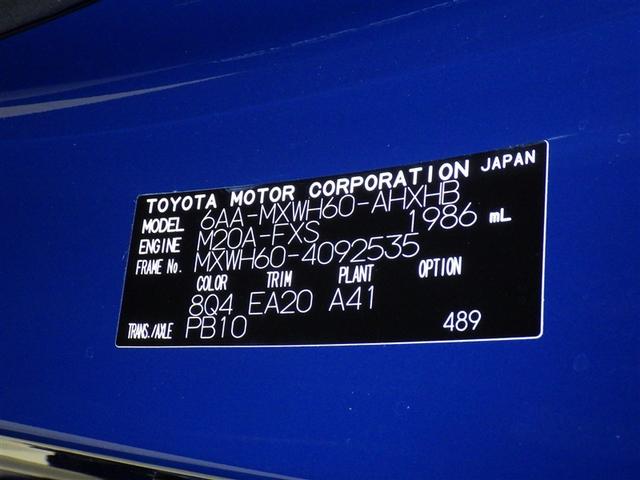 TOYOTA MOTOR CORPORATION JAPAN
MODEL 6AA-MXWH60-AHXHB
ENGINE M20A-FXS 1986 mL
FRAME No. MXWH60-4092535
COLOR TRIM PLANT OPTION
8Q4 EA20 A41
TRANS./AXLE PB10 489